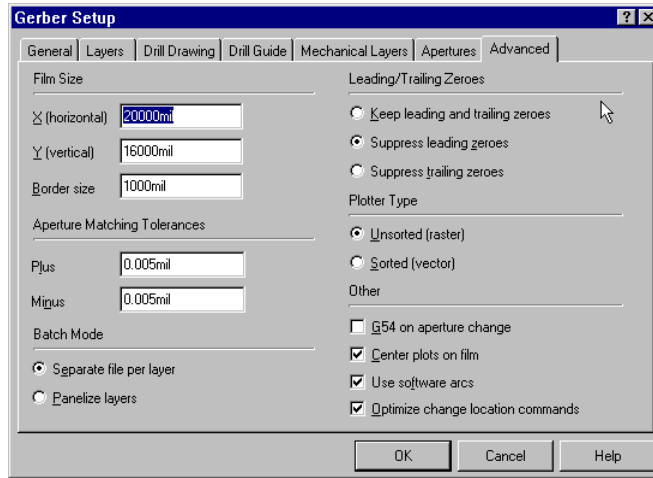 Gerber Setup
General Layers Drill Drawing Drill Guide Mechanical Layers Apertures Advanced
Film Size
X (horizontal) 20000mil
Y (vertical) 16000mil
Border size 1000mil
Aperture Matching Tolerances
Plus 0.005mil
Minus 0.005mil
Batch Mode
Separate file per layer
Panelize layers
Leading/Trailing Zeroes
Keep leading and trailing zeroes
Suppress leading zeroes
Suppress trailing zeroes
Plotter Type
Unsorted (raster)
Sorted (vector)
Other
G54 on aperture change
Center plots on film
Use software arcs
Optimize change location commands
OK Cancel Help